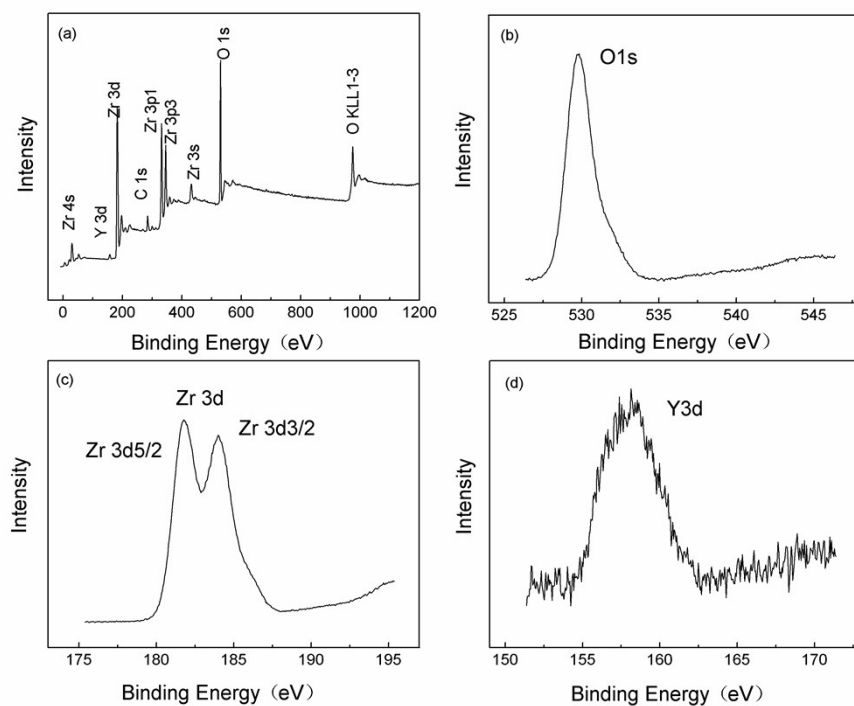 (a)
Intensity
Zr 4s
Y 3d
Zr 3d
C 1s
Zr 3p1
Zr 3p3
Zr 3s
O 1s
O KLL1-3
0 200 400 600 800 1000 1200
Binding Energy（eV）
(b)
Intensity
O1s
525 530 535 540 545
Binding Energy（eV）
(c)
Intensity
Zr 3d
Zr 3d5/2
Zr 3d3/2
175 180 185 190 195
Binding Energy（eV）
(d)
Intensity
Y3d
150 155 160 165 170
Binding Energy（eV）